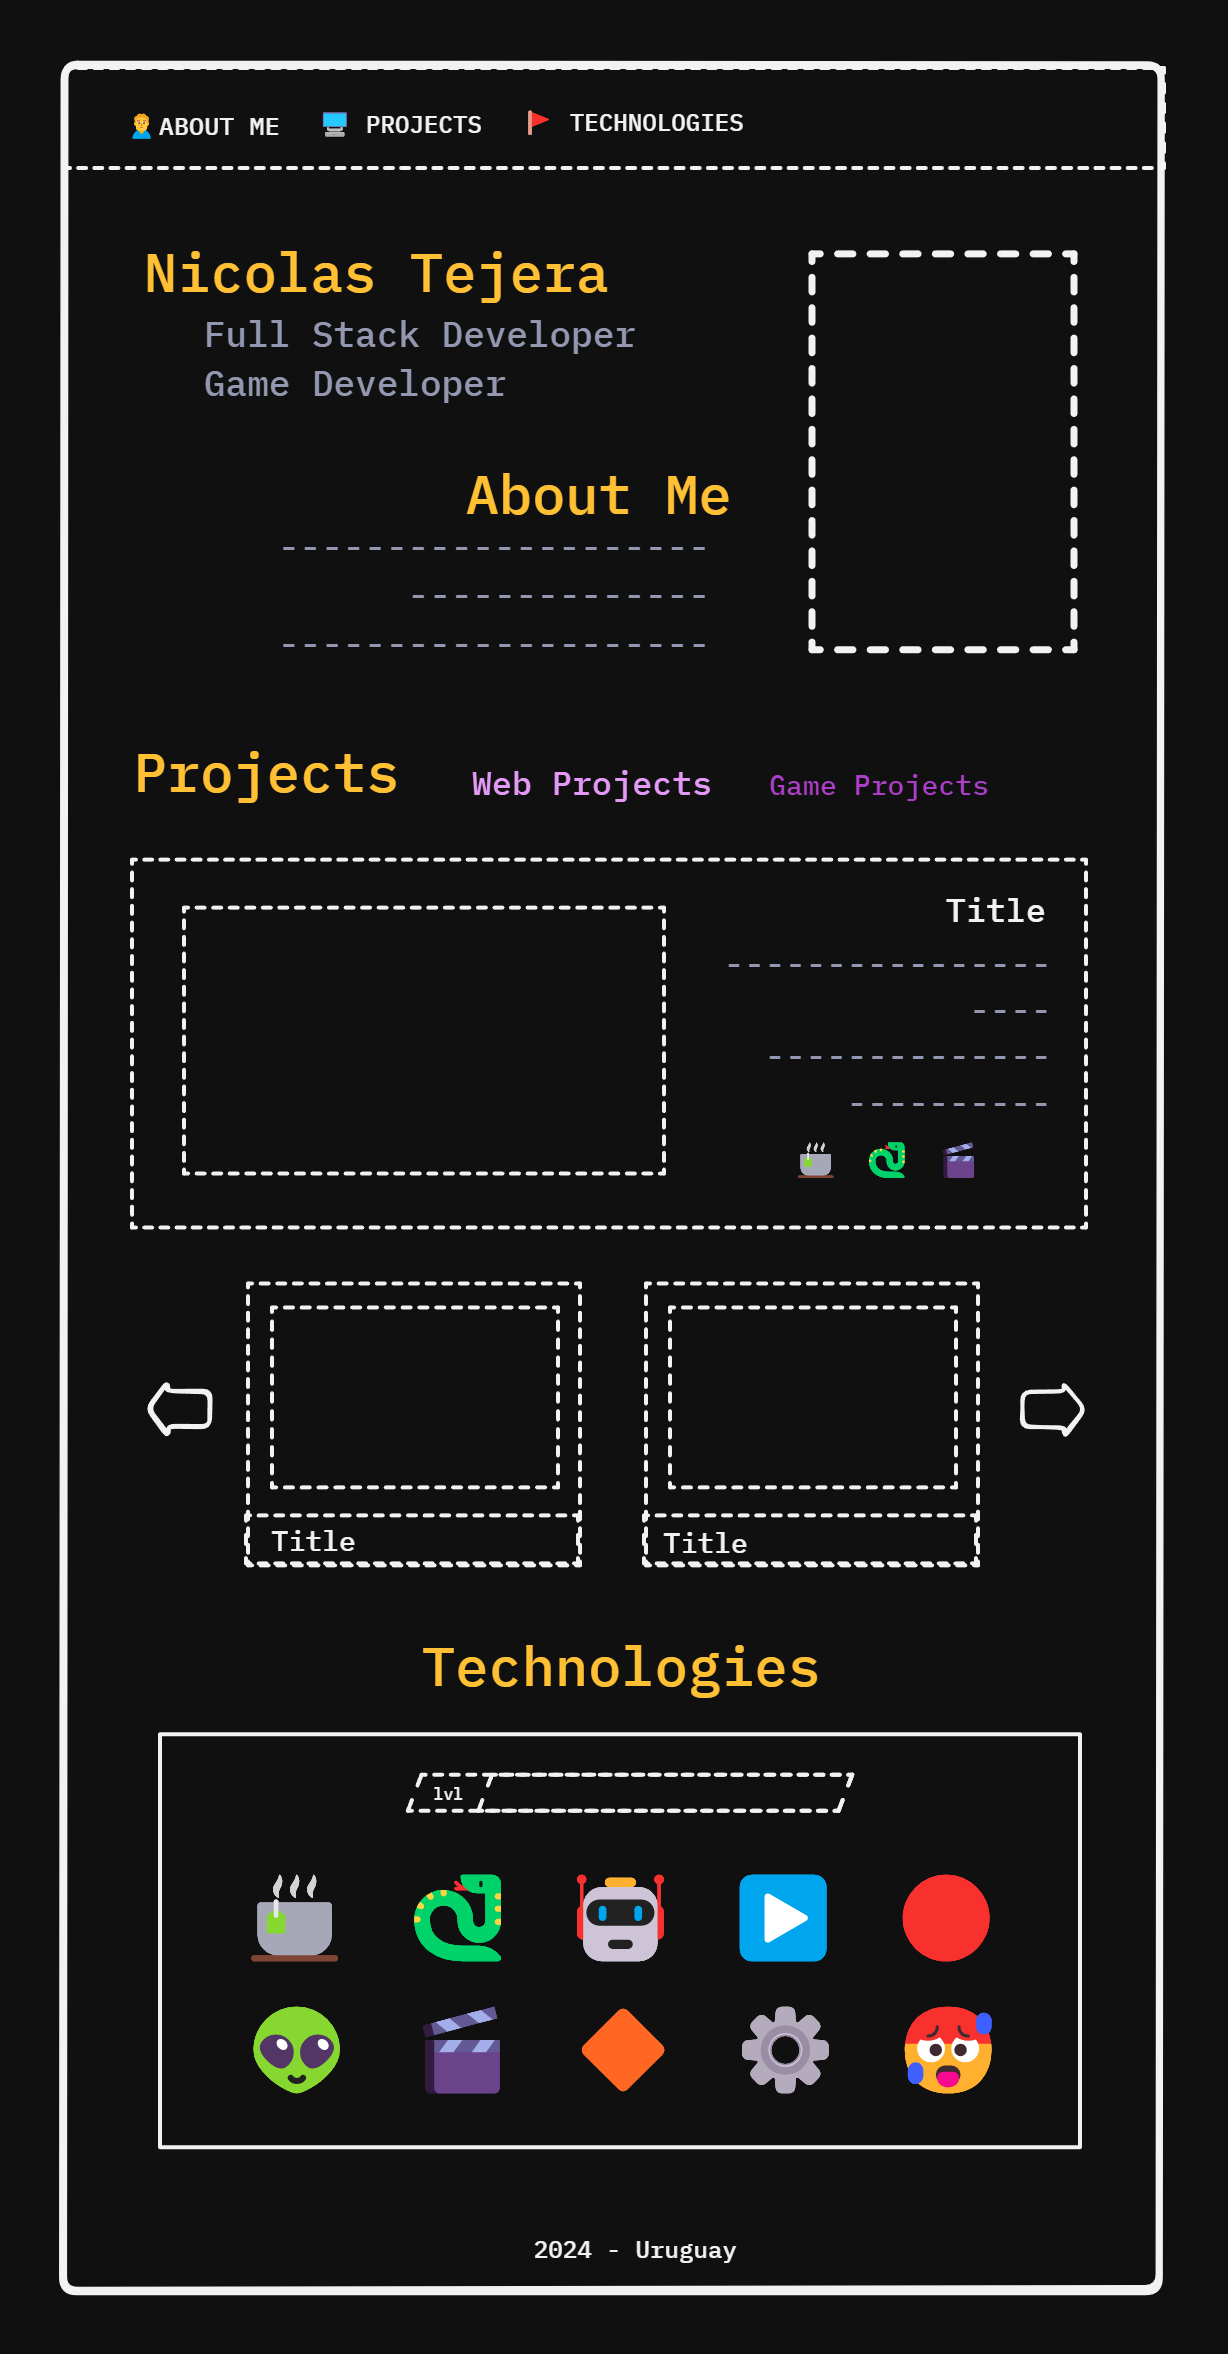 ABOUT ME PROJECTS TECHNOLOGIES
Nicolas Tejera
Full Stack Developer
Game Developer
About Me
Projects Web Projects Game Projects
Title
Title Title
Technologies
lvl
2024 - Uruguay